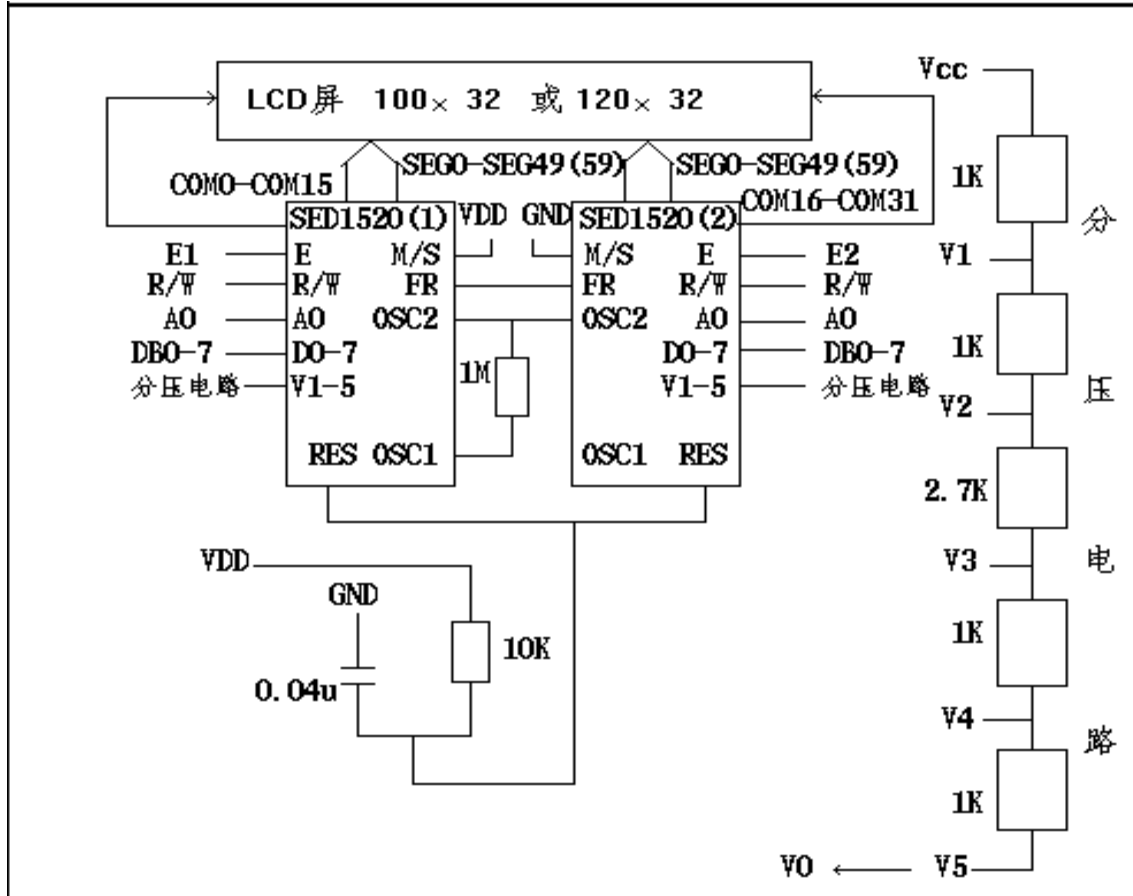 LCD屏 100× 32 或 120× 32
COM0-COM15
SEG0-SEG49(59)
SEG0-SEG49(59)
COM16-COM31
SED1520(1)
VDD
GND
SED1520(2)
E1
E
M/S
M/S
E
E2
R/W
R/W
FR
FR
R/W
R/W
A0
A0
OSC2
OSC2
A0
A0
DB0-7
D0-7
1M
D0-7
DB0-7
分压电路
V1-5
V1-5
分压电路
RES
OSC1
OSC1
RES
VDD
GND
10K
0.04u
Vcc
1K
V1
1K
V2
2.7K
V3
1K
V4
1K
V0
V5
分
压
电
路